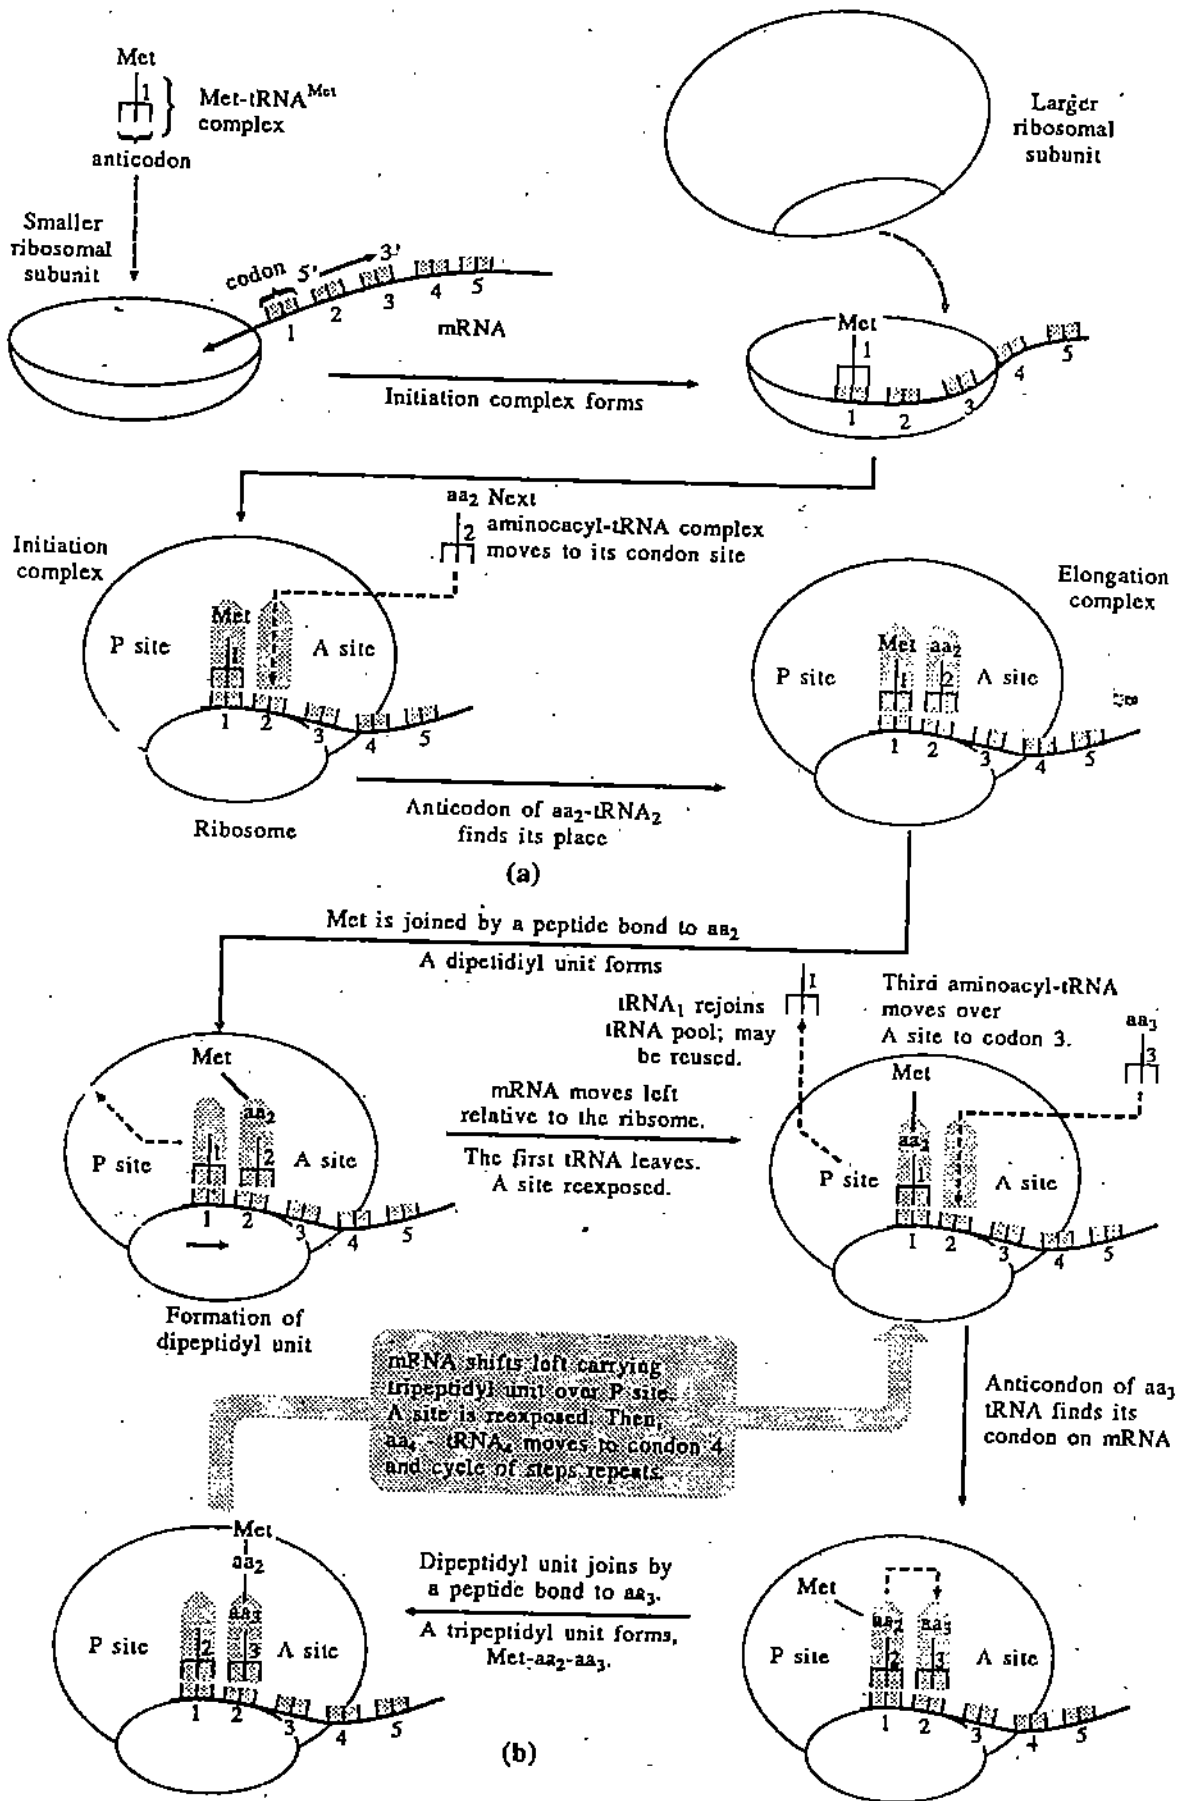 Met
1
Met-tRNA^Met
complex
anticodon
Smaller
ribosomal
subunit
codon 5' 3'
1 2 3 4 5
mRNA
Larger
ribosomal
subunit
Initiation complex forms
Met
1
1 2 3 4 5
Initiation
complex
aa₂ Next
aminocacyl-tRNA complex
moves to its condon site
2
P site
Met
1
A site
1 2 3 4 5
Ribosome
Anticodon of aa₂-tRNA₂
finds its place
Elongation
complex
P site
Met aa₂
1 2
A site
1 2 3 4 5
(a)
Met is joined by a peptide bond to aa₂
A dipetidiyl unit forms
Met
aa₂
P site
1 2
A site
1 2 3 4 5
Formation of
dipeptidyl unit
tRNA₁ rejoins
tRNA pool; may
be reused.
1
mRNA moves left
relative to the ribsome.
The first tRNA leaves.
A site reexposed.
Third aminoacyl-tRNA
moves over
A site to codon 3.
aa₃
3
Met
P site
1
A site
1 2 3 4 5
mRNA shifts left carrying
tripeptidyl unit over P site.
A site is reexposed. Then,
aa₄ - tRNA₄ moves to condon 4
and cycle of steps repeats.
Anticondon of aa₃
tRNA finds its
condon on mRNA
Met
aa₂
aa₃
P site
2 3
A site
1 2 3 4 5
Dipeptidyl unit joins by
a peptide bond to aa₃.
A tripeptidyl unit forms,
Met-aa₂-aa₃.
Met
aa₂ aa₃
P site
2 3
A site
1 2 3 4 5
(b)